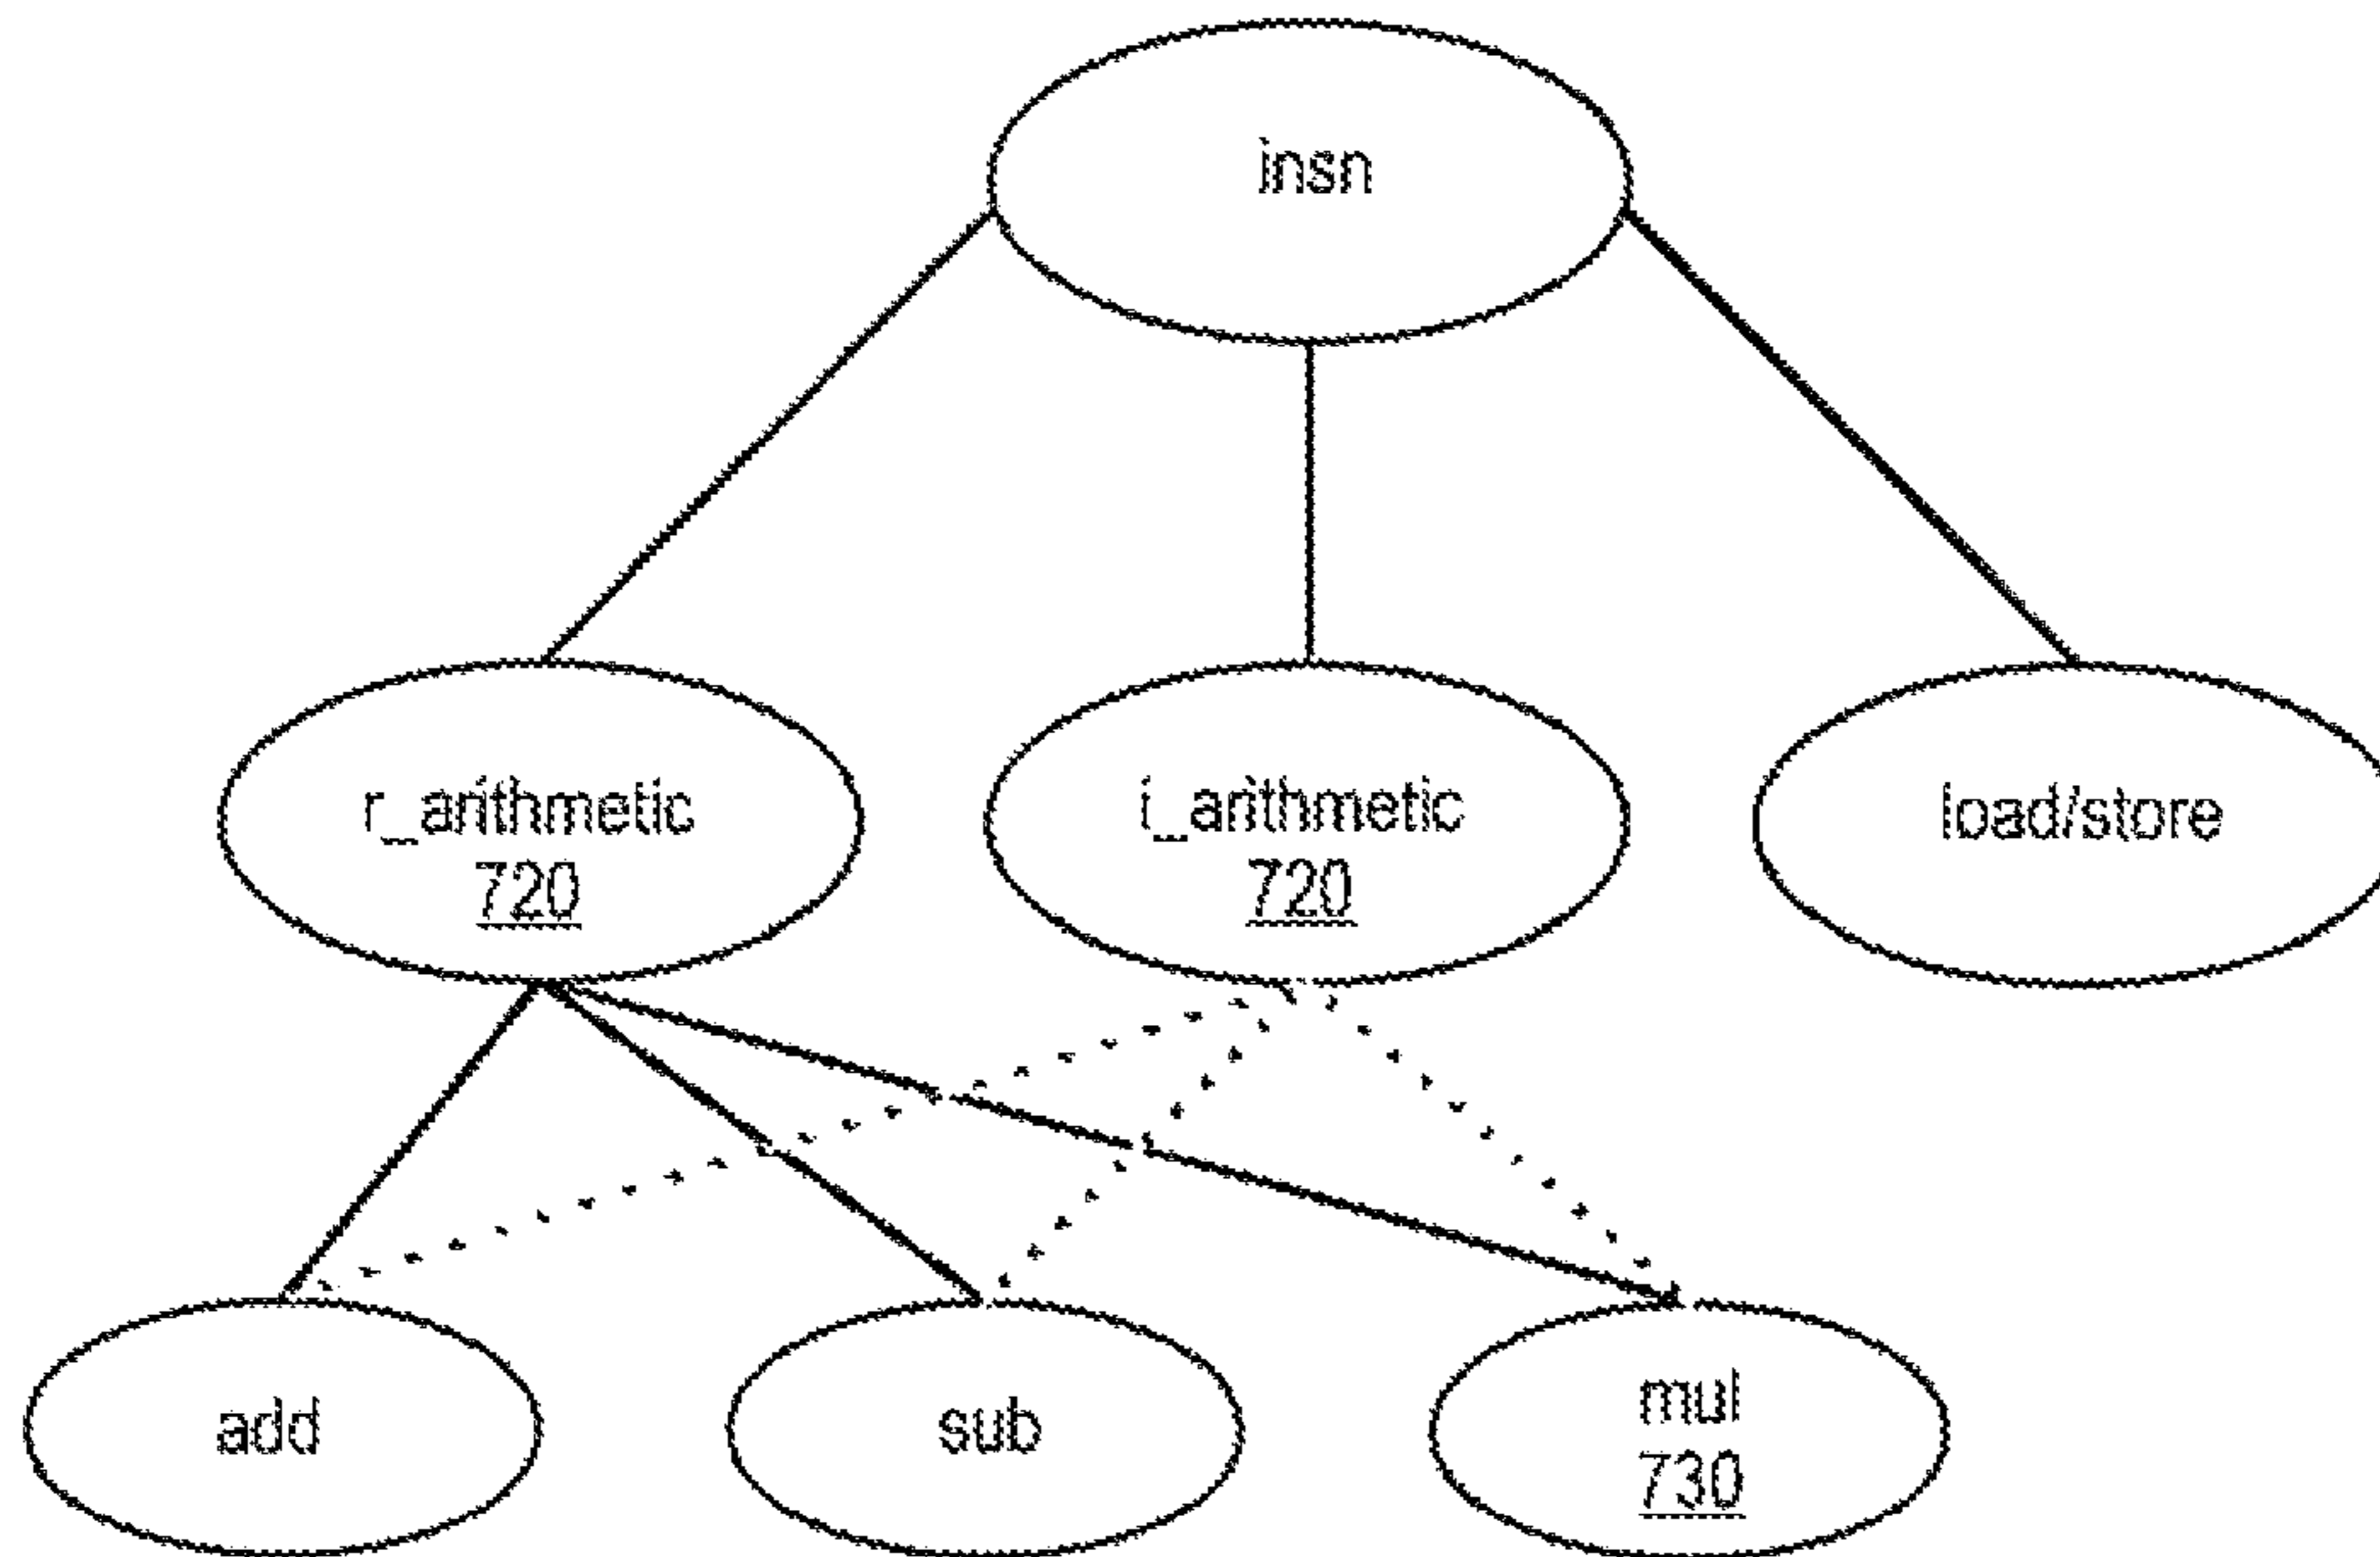 insn
r_arithmetic
720
i_arithmetic
720
load/store
add
sub
mul
730